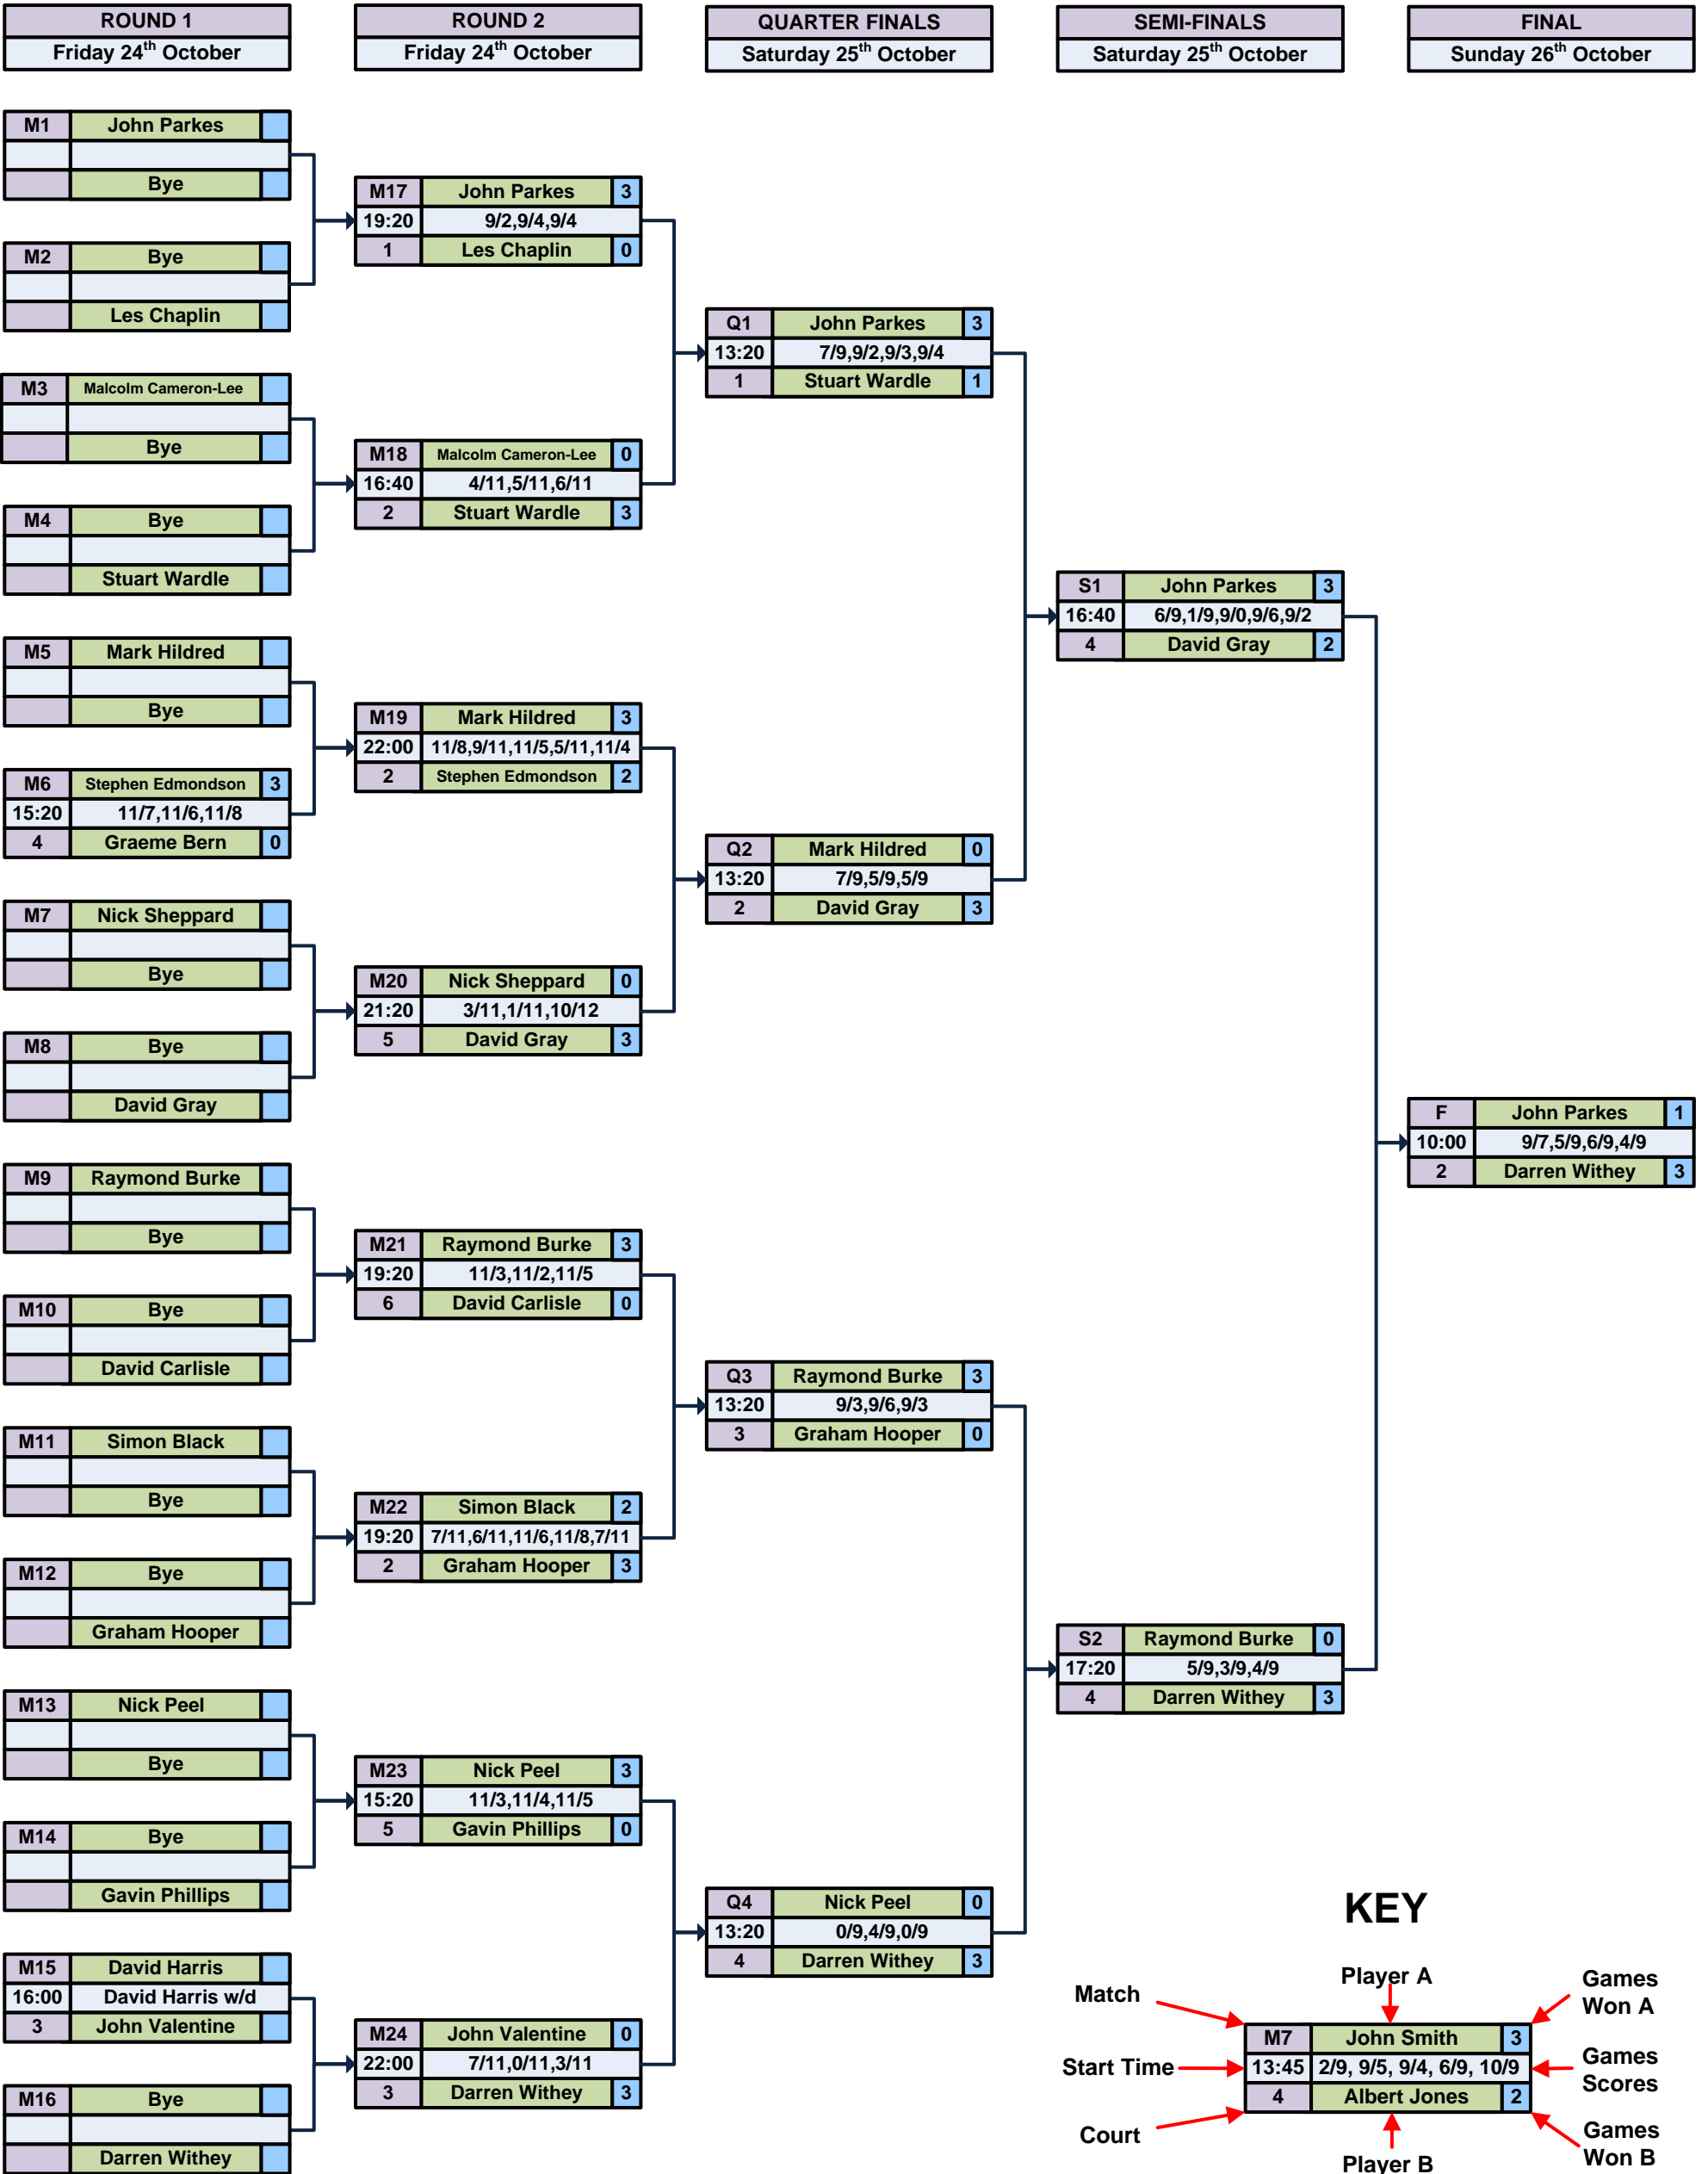 ROUND 1
Friday 24th October
ROUND 2
Friday 24th October
QUARTER FINALS
Saturday 25th October
SEMI-FINALS
Saturday 25th October
FINAL
Sunday 26th October
M1 John Parkes
Bye
M2 Bye
Les Chaplin
M3 Malcolm Cameron-Lee
Bye
M4 Bye
Stuart Wardle
M5 Mark Hildred
Bye
M6 Stephen Edmondson 3
15:20 11/7,11/6,11/8
4 Graeme Bern 0
M7 Nick Sheppard
Bye
M8 Bye
David Gray
M9 Raymond Burke
Bye
M10 Bye
David Carlisle
M11 Simon Black
Bye
M12 Bye
Graham Hooper
M13 Nick Peel
Bye
M14 Bye
Gavin Phillips
M15 David Harris
16:00 David Harris w/d
3 John Valentine
M16 Bye
Darren Withey
M17 John Parkes 3
19:20 9/2,9/4,9/4
1 Les Chaplin 0
M18 Malcolm Cameron-Lee 0
16:40 4/11,5/11,6/11
2 Stuart Wardle 3
M19 Mark Hildred 3
22:00 11/8,9/11,11/5,5/11,11/4
2 Stephen Edmondson 2
M20 Nick Sheppard 0
21:20 3/11,1/11,10/12
5 David Gray 3
M21 Raymond Burke 3
19:20 11/3,11/2,11/5
6 David Carlisle 0
M22 Simon Black 2
19:20 7/11,6/11,11/6,11/8,7/11
2 Graham Hooper 3
M23 Nick Peel 3
15:20 11/3,11/4,11/5
5 Gavin Phillips 0
M24 John Valentine 0
22:00 7/11,0/11,3/11
3 Darren Withey 3
Q1 John Parkes 3
13:20 7/9,9/2,9/3,9/4
1 Stuart Wardle 1
Q2 Mark Hildred 0
13:20 7/9,5/9,5/9
2 David Gray 3
Q3 Raymond Burke 3
13:20 9/3,9/6,9/3
3 Graham Hooper 0
Q4 Nick Peel 0
13:20 0/9,4/9,0/9
4 Darren Withey 3
S1 John Parkes 3
16:40 6/9,1/9,9/0,9/6,9/2
4 David Gray 2
S2 Raymond Burke 0
17:20 5/9,3/9,4/9
4 Darren Withey 3
F John Parkes 1
10:00 9/7,5/9,6/9,4/9
2 Darren Withey 3
KEY
Match
Player A
Games
Won A
M7 John Smith 3
Start Time
13:45 2/9, 9/5, 9/4, 6/9, 10/9
Games
Scores
4 Albert Jones 2
Court
Player B
Games
Won B